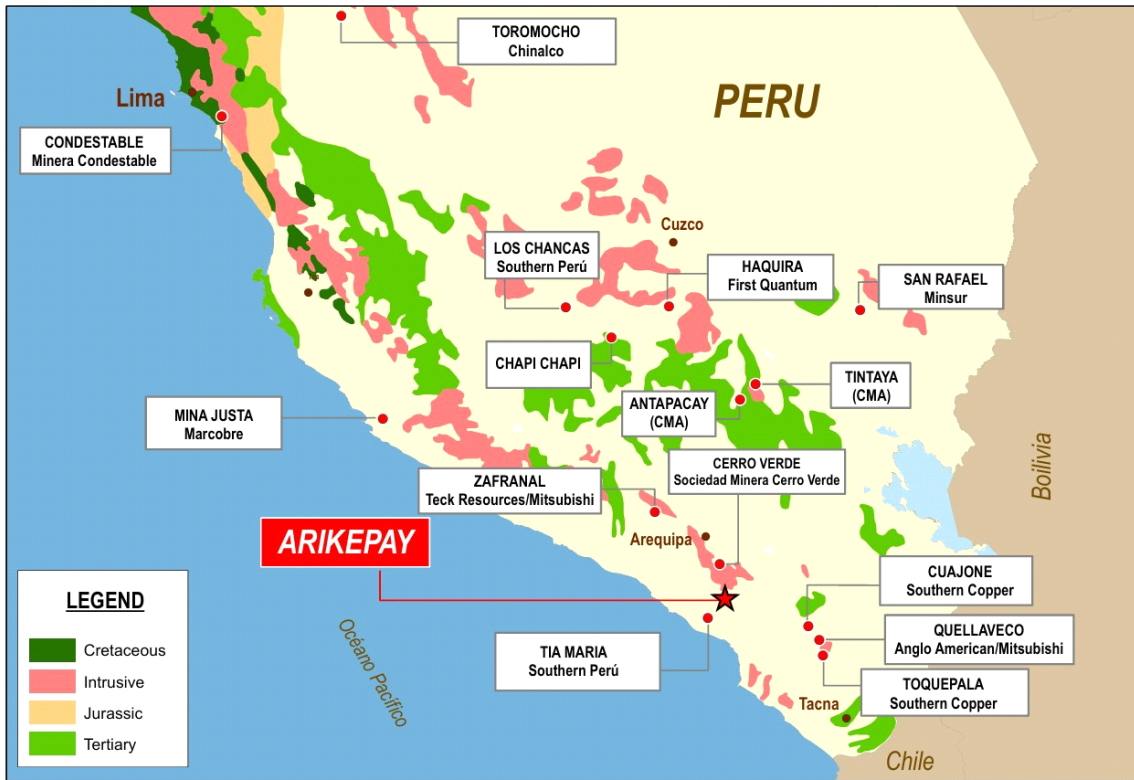 TOROMOCHO
Chinalco
PERU
Lima
CONDESTABLE
Minera Condestable
Cuzco
LOS CHANCAS
Southern Perú
HAQUIRA
First Quantum
SAN RAFAEL
Minsur
CHAPI CHAPI
TINTAYA
(CMA)
ANTAPACAY
(CMA)
MINA JUSTA
Marcobre
Boilivia
CERRO VERDE
Sociedad Minera Cerro Verde
ZAFRANAL
Teck Resources/Mitsubishi
Arequipa
ARIKEPAY
CUAJONE
Southern Copper
QUELLAVECO
Anglo American/Mitsubishi
TIA MARIA
Southern Perú
TOQUEPALA
Southern Copper
Tacna
Chile
Océano Pacífico
LEGEND
Cretaceous
Intrusive
Jurassic
Tertiary